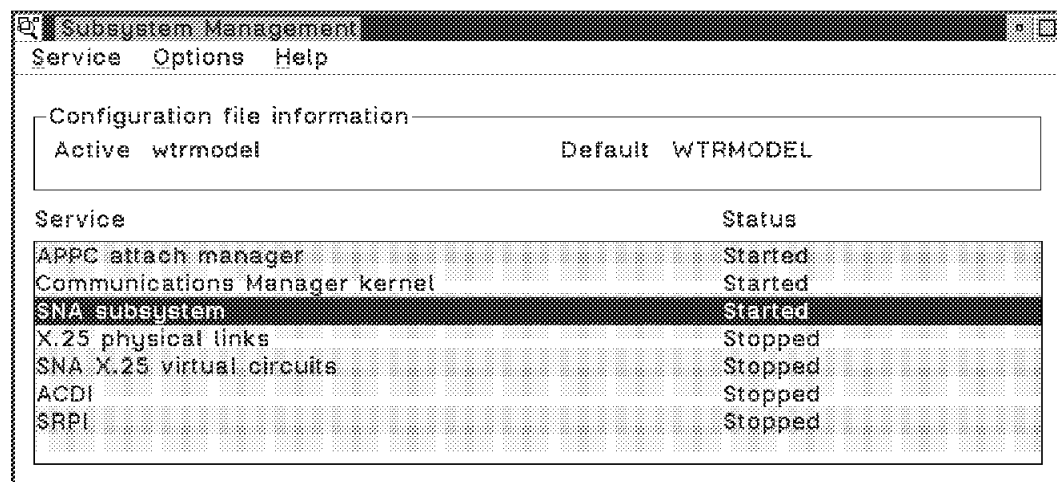 Subsystem Management
Service Options Help
Configuration file information
Active wtrmodel Default WTRMODEL
Service Status
APPC attach manager Started
Communications Manager kernel Started
SNA subsystem Started
X.25 physical links Stopped
SNA X.25 virtual circuits Stopped
ACDI Stopped
SRPI Stopped